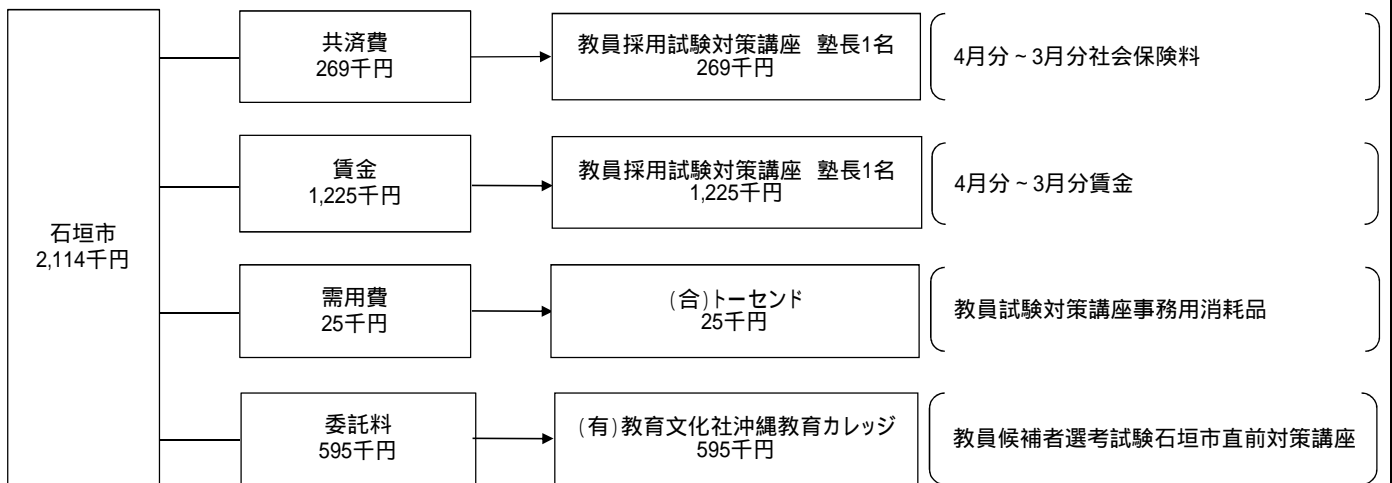 石垣市
2,114千円
共済費
269千円
教員採用試験対策講座　塾長1名
269千円
4月分~3月分社会保険料
賃金
1,225千円
教員採用試験対策講座　塾長1名
1,225千円
4月分~3月分賃金
需用費
25千円
(合)トーセンド
25千円
教員試験対策講座事務用消耗品
委託料
595千円
(有)教育文化社沖縄教育カレッジ
595千円
教員候補者選考試験石垣市直前対策講座